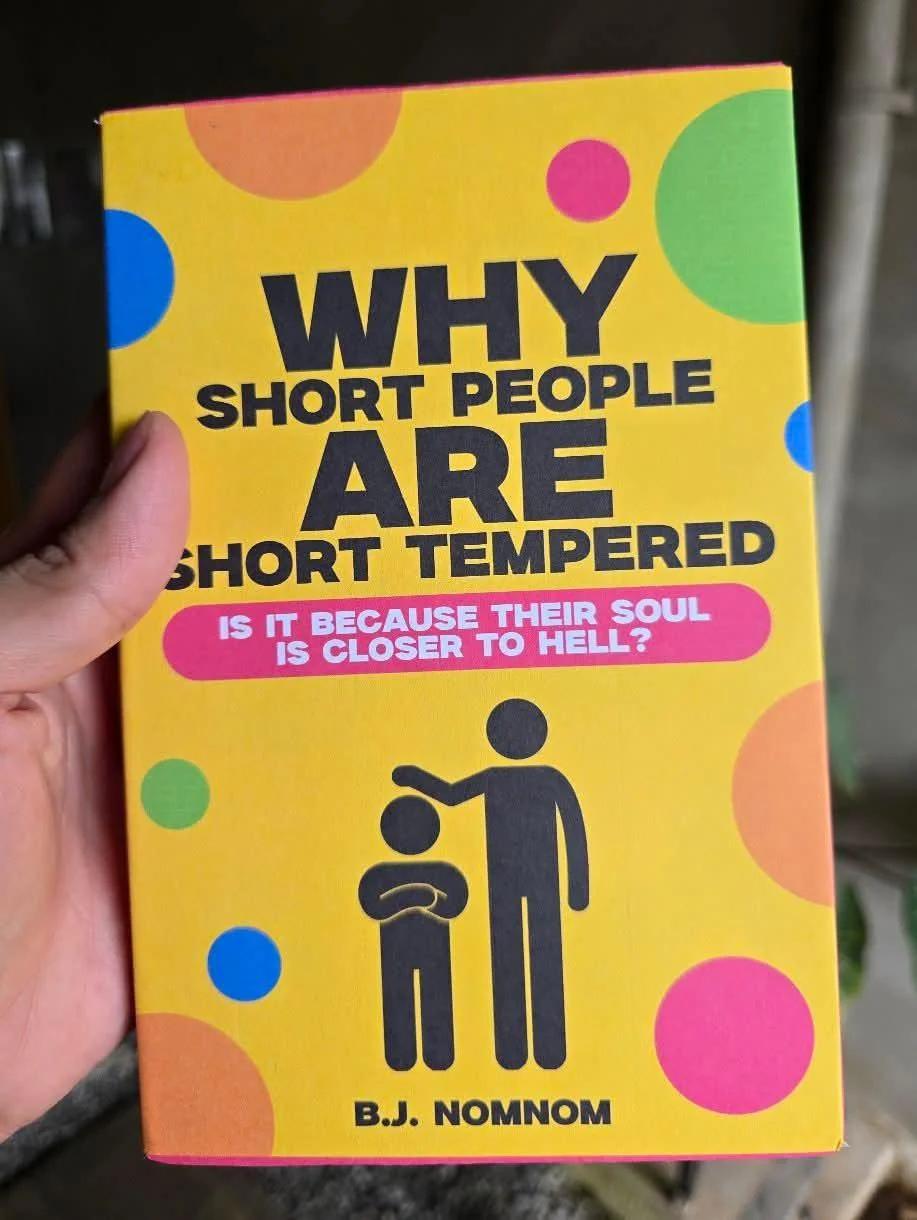 WHY
SHORT PEOPLE
ARE
SHORT TEMPERED
IS IT BECAUSE THEIR SOUL
IS CLOSER TO HELL?
B.J. NOMNOM